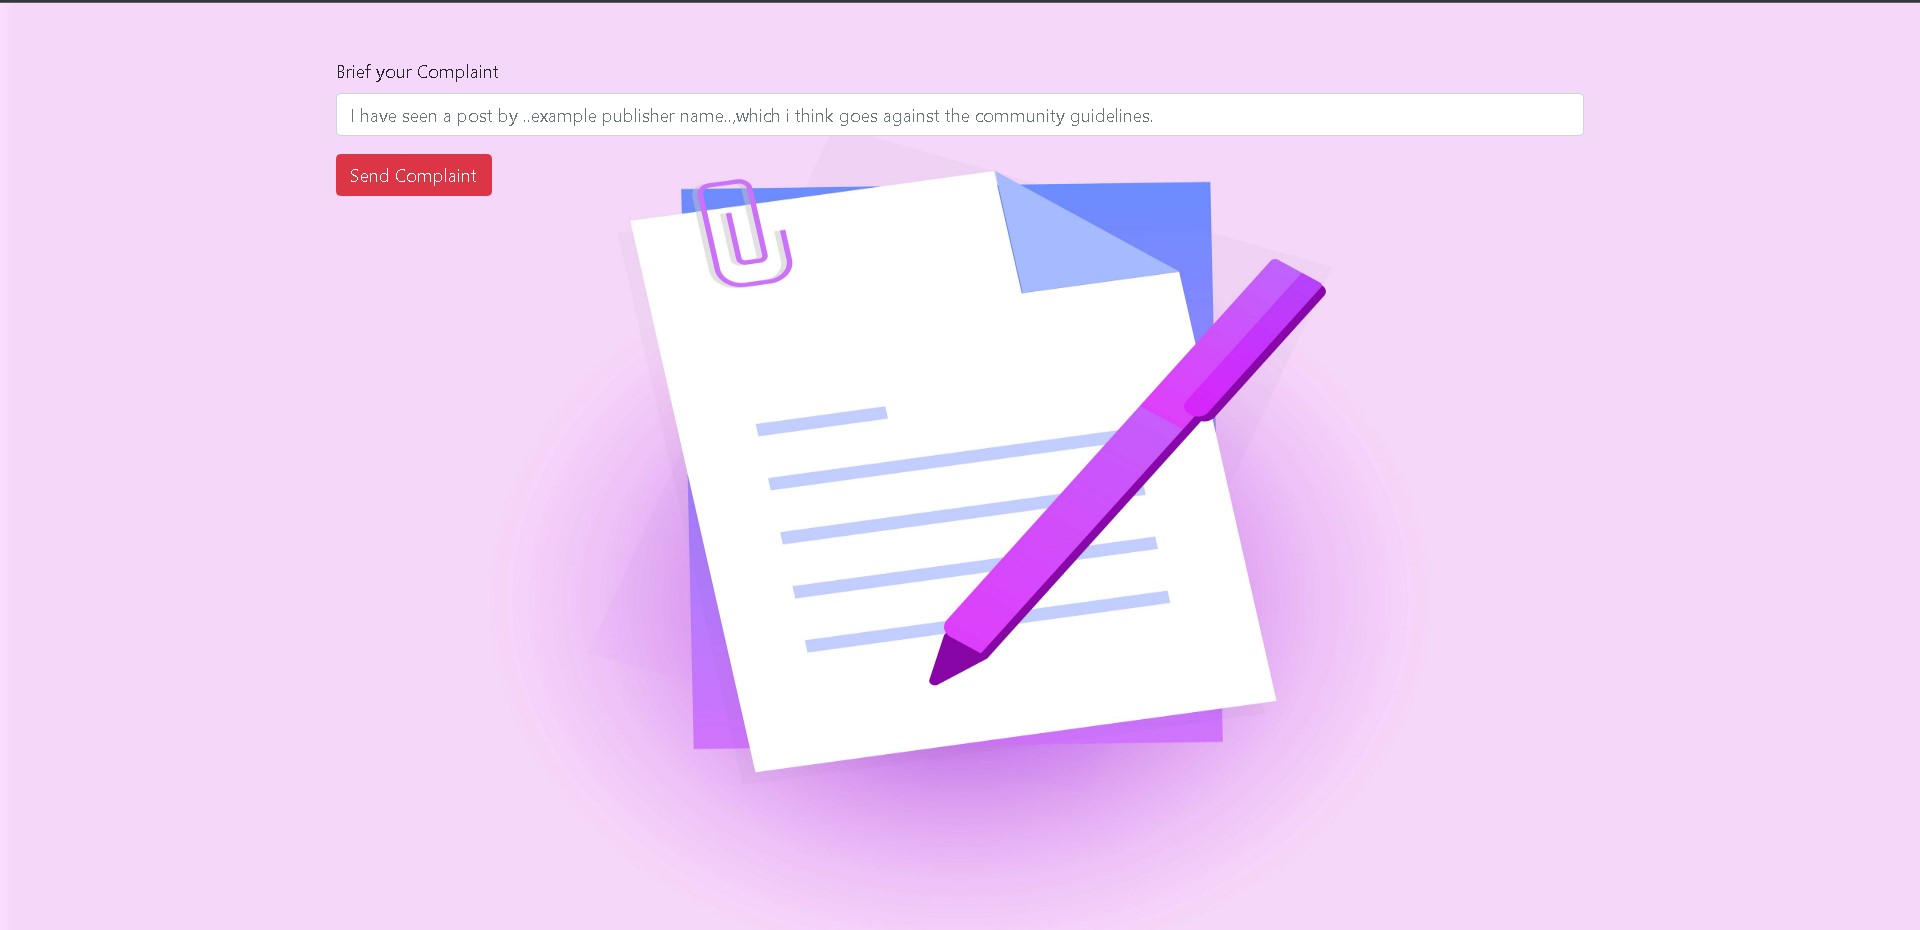 Brief your Complaint
I have seen a post by ..example publisher name..,which i think goes against the community guidelines.
Send Complaint